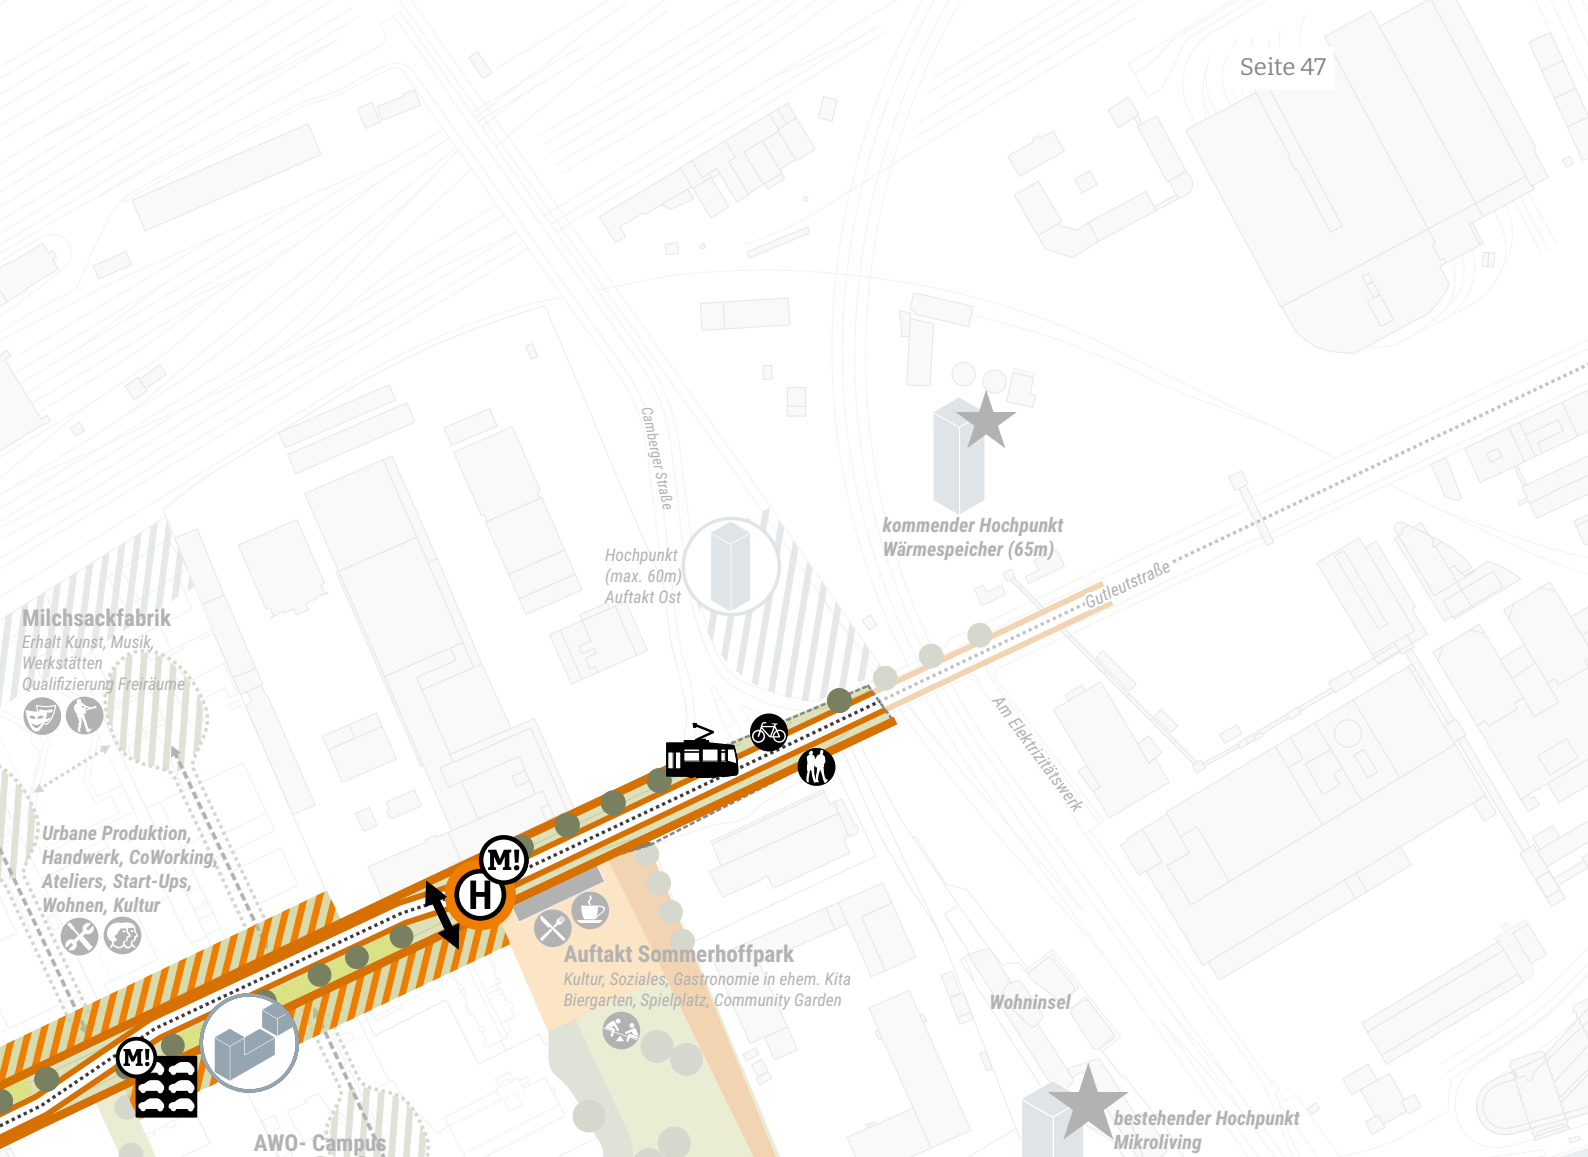 Seite 47
Camberger Straße
kommender Hochpunkt
Wärmespeicher (65m)
Hochpunkt
(max. 60m)
Auftakt Ost
Gutleutstraße
Milchsackfabrik
Erhalt Kunst, Musik,
Werkstätten
Qualifizierung Freiräume
Am Elektrizitätswerk
Urbane Produktion,
Handwerk, CoWorking,
Ateliers, Start-Ups,
Wohnen, Kultur
M!
H
Auftakt Sommerhoffpark
Kultur, Soziales, Gastronomie in ehem. Kita
Biergarten, Spielplatz, Community Garden
Wohninsel
M!
bestehender Hochpunkt
Mikroliving
AWO- Campus